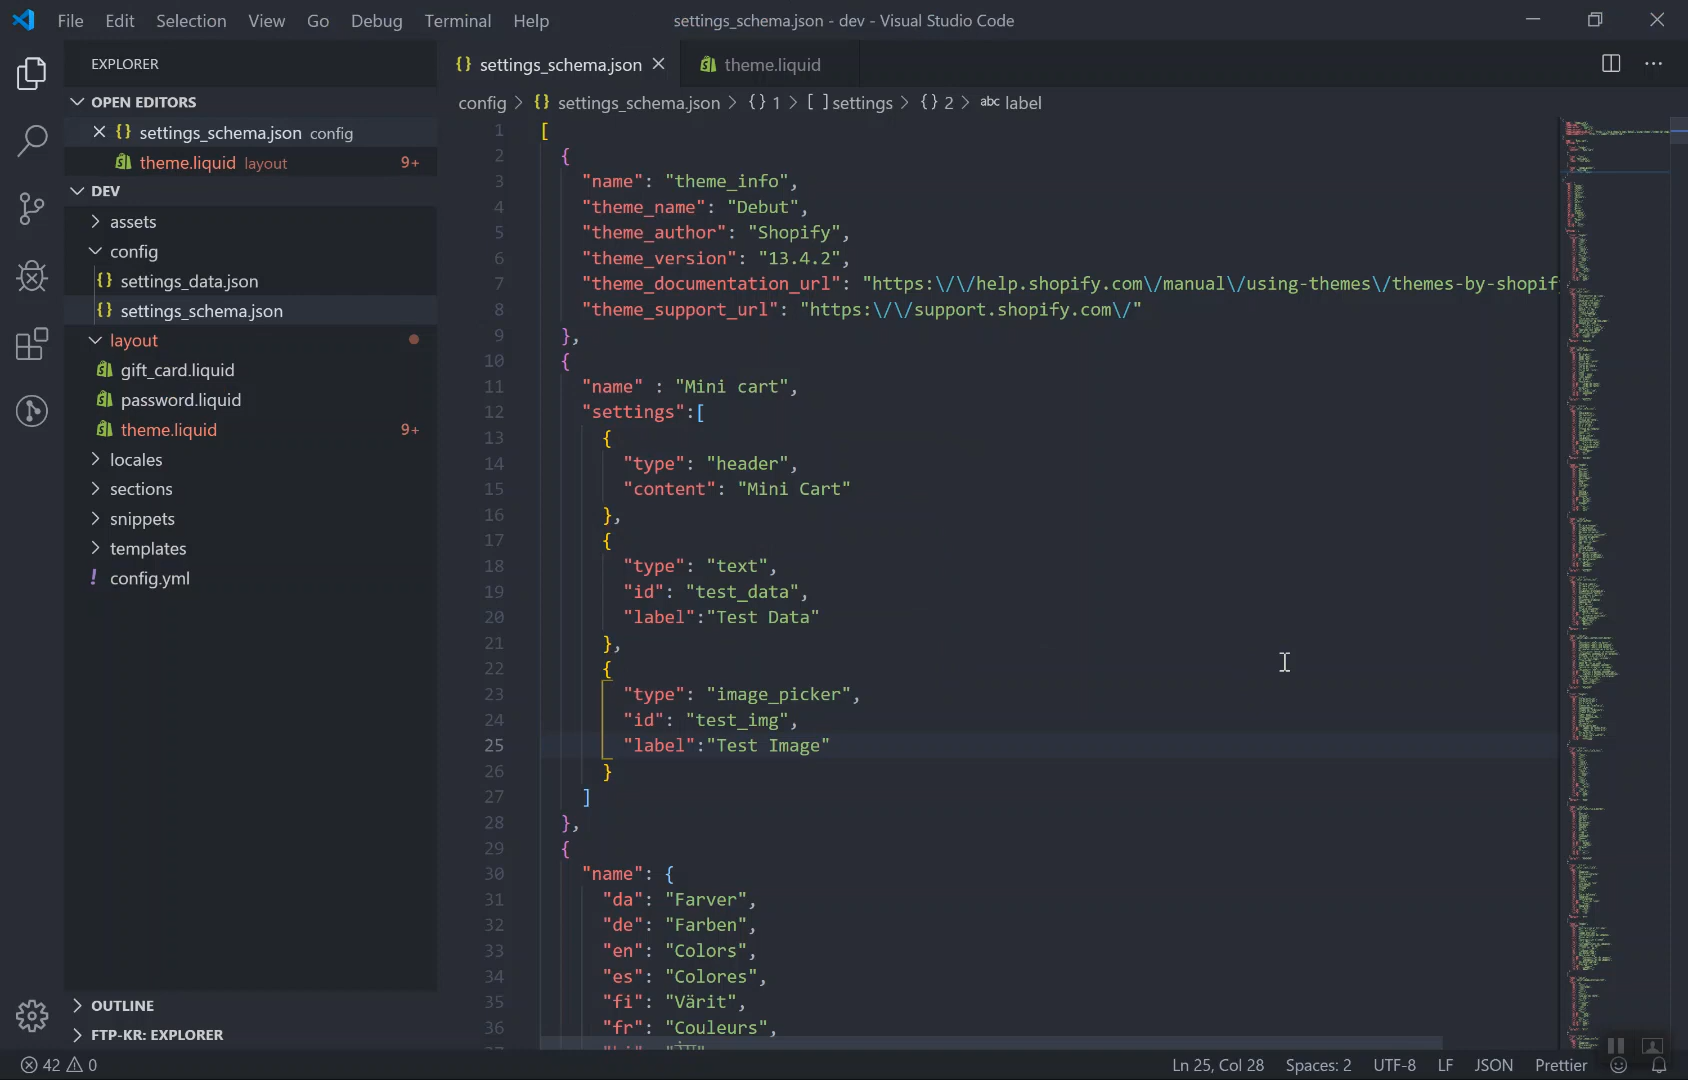 File Edit Selection View Go Debug Terminal Help
settings_schema.json - dev - Visual Studio Code
EXPLORER
OPEN EDITORS
settings_schema.json config
theme.liquid layout 9+
DEV
assets
config
settings_data.json
settings_schema.json
layout
gift_card.liquid
password.liquid
theme.liquid 9+
locales
sections
snippets
templates
! config.yml
OUTLINE
FTP-KR: EXPLORER
{} settings_schema.json theme.liquid
config > {} settings_schema.json > {} 1 > [ ] settings > {} 2 > abc label
1 [
2 {
3 "name": "theme_info",
4 "theme_name": "Debut",
5 "theme_author": "Shopify",
6 "theme_version": "13.4.2",
7 "theme_documentation_url": "https:\/\/help.shopify.com\/manual\/using-themes\/themes-by-shopif
8 "theme_support_url": "https:\/\/support.shopify.com\/"
9 },
10 {
11 "name" : "Mini cart",
12 "settings":[
13 {
14 "type": "header",
15 "content": "Mini Cart"
16 },
17 {
18 "type": "text",
19 "id": "test_data",
20 "label":"Test Data"
21 },
22 {
23 "type": "image_picker",
24 "id": "test_img",
25 "label":"Test Image"
26 }
27 ]
28 },
29 {
30 "name": {
31 "da": "Farver",
32 "de": "Farben",
33 "en": "Colors",
34 "es": "Colores",
35 "fi": "Värit",
36 "fr": "Couleurs",
42 0
Ln 25, Col 28 Spaces: 2 UTF-8 LF JSON Prettier